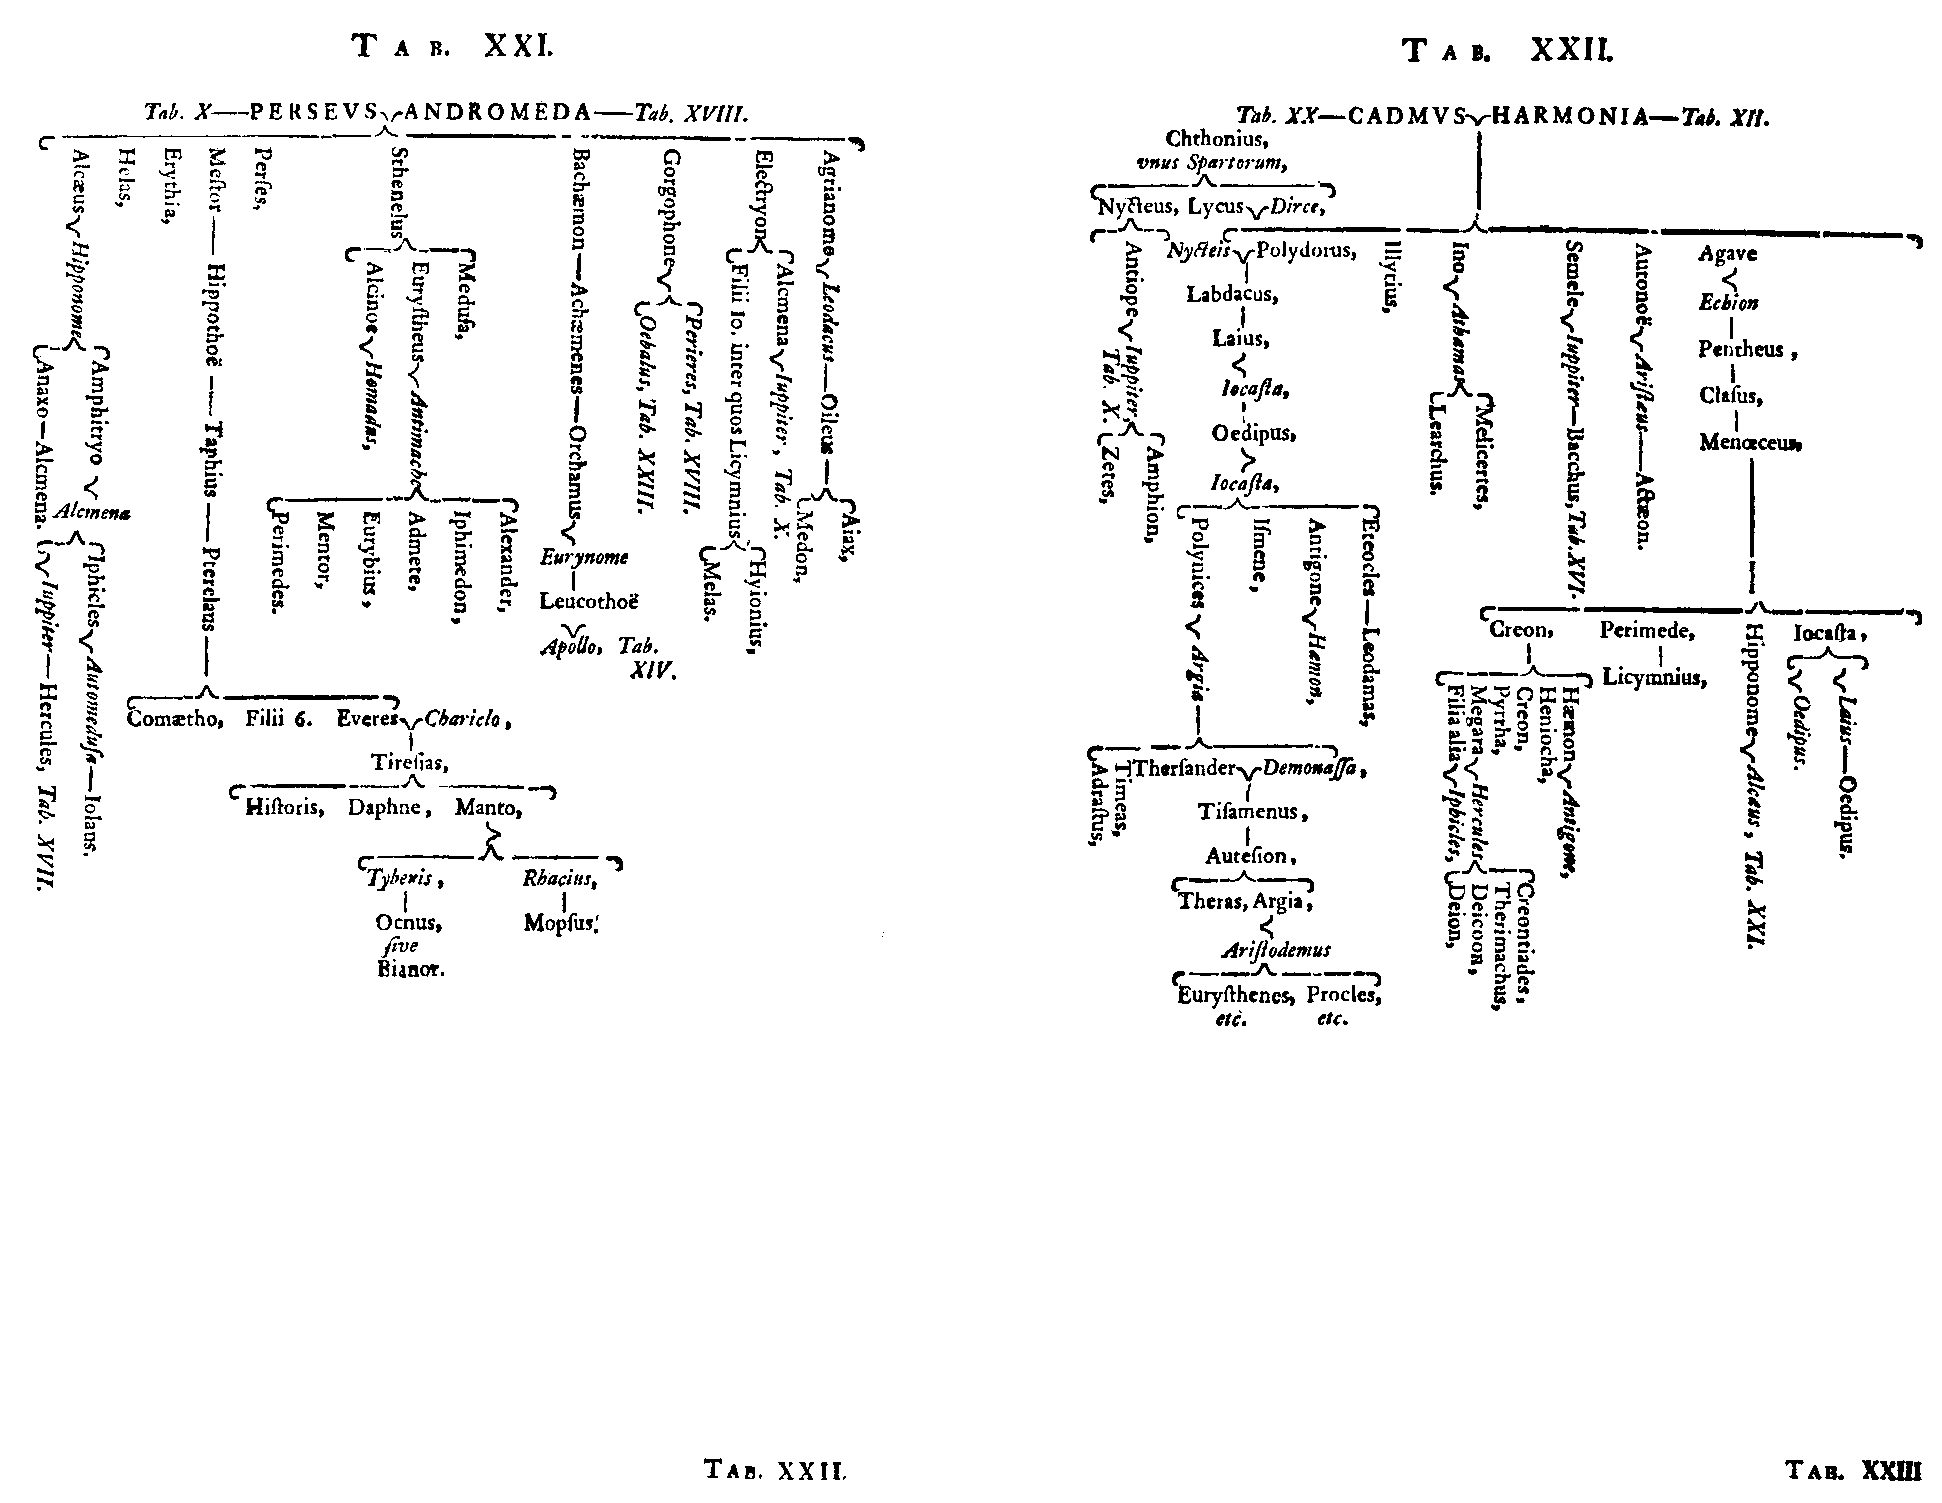 TAB. XXI.
Tab. X—PERSEVS ANDROMEDA—Tab. XVIII.
Alcæus Hipponome
Helas,
Erythia,
Meſtor — Hippothoë — Taphius — Pterelaus —
Perſes,
Sthenelus
Bachæmon — Achæmenes — Orchamus
Gorgophone
Electryon
Agrianome Leodacus — Oileus —
Alcinoe Homadas,
Euryſtheus Antimache
Meduſa,
Oebalus, Tab. XXIII.
Perieres, Tab. XVIII.
Filii 10. inter quos Licymnius
Alcmena Iuppiter, Tab. X.
Anaxo — Alcmena.
Amphitryo
Alcmena
Perimedes.
Mentor,
Eurybius,
Admete,
Iphimedon,
Alexander,
Medon,
Aiax,
Eurynome
Leucothoë
Apollo, Tab.
XIV.
Melas.
Hyionius,
Iuppiter — Hercules, Tab. XVII.
Iphicles Automeduſa — Iolaus.
Comætho, Filii 6. Everes Chariclo,
Tireſias,
Hiſtoris, Daphne, Manto,
Tyberis, Rhacius,
Ocnus, Mopſus.
ſive
Bianor.
TAB. XXII.
TAB. XXII.
Tab. XX—CADMVS HARMONIA—Tab. XII.
Chthonius,
vnus Spartorum,
Nycteus, Lycus Dirce,
Antiope Iuppiter,
Tab. X.
Nycteis Polydorus,
Illyrius,
Ino Athamas
Semele Iuppiter — Bacchus, Tab. XVI.
Autonoë Ariſtæus — Actæon.
Agave
Echion
Pentheus,
Claſus,
Menœceus,
Labdacus,
Laius,
Iocaſta,
Oedipus,
Iocaſta,
Learchus.
Melicertes,
Zetes,
Amphion,
Polynices Argia —
Iſmene,
Antigone Hæmon,
Eteocles — Leodamas,
Creon, Perimede,
Hipponome Alcæus, Tab. XXI.
Iocaſta,
Licymnius,
Oedipus.
Laius — Oedipus.
Filia alia Iphicles,
Megara Hercules
Pyrrha,
Creon,
Heniocha,
Hæmon Antigone,
Adraſtus,
Timeas,
Therſander Demonaſſa,
Tiſamenus,
Auteſion,
Theras, Argia,
Ariſtodemus
Euryſthenes, Procles,
etc. etc.
Deion,
Deicoon,
Therimachus,
Creontiades,
TAB. XXIII